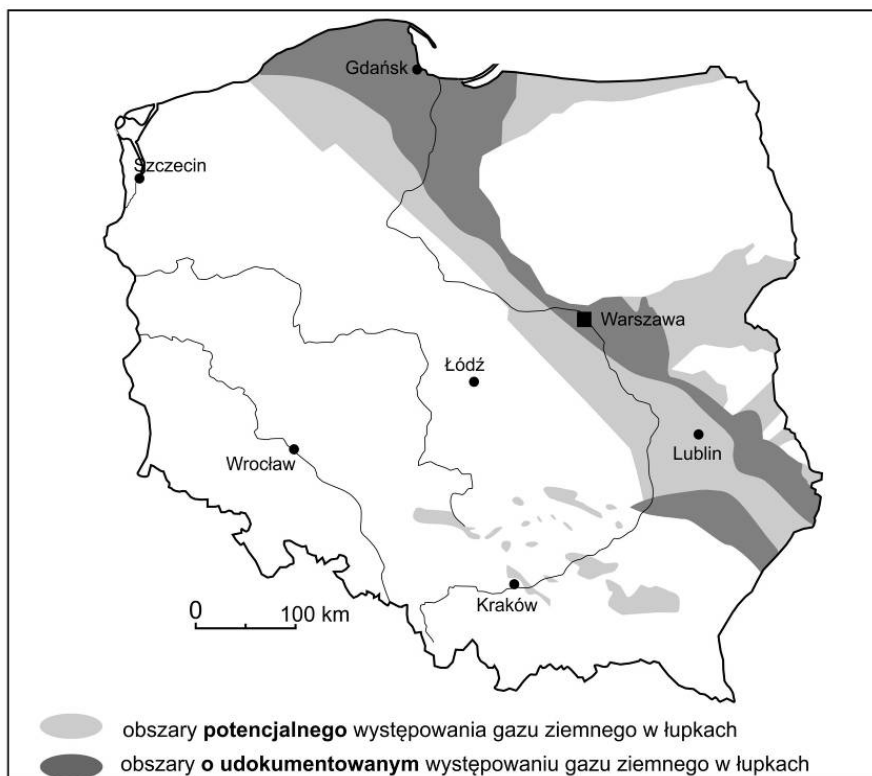 Gdańsk
Szczecin
Warszawa
Łódź
Wrocław
Lublin
Kraków
0 100 km
obszary potencjalnego występowania gazu ziemnego w łupkach
obszary o udokumentowanym występowaniu gazu ziemnego w łupkach